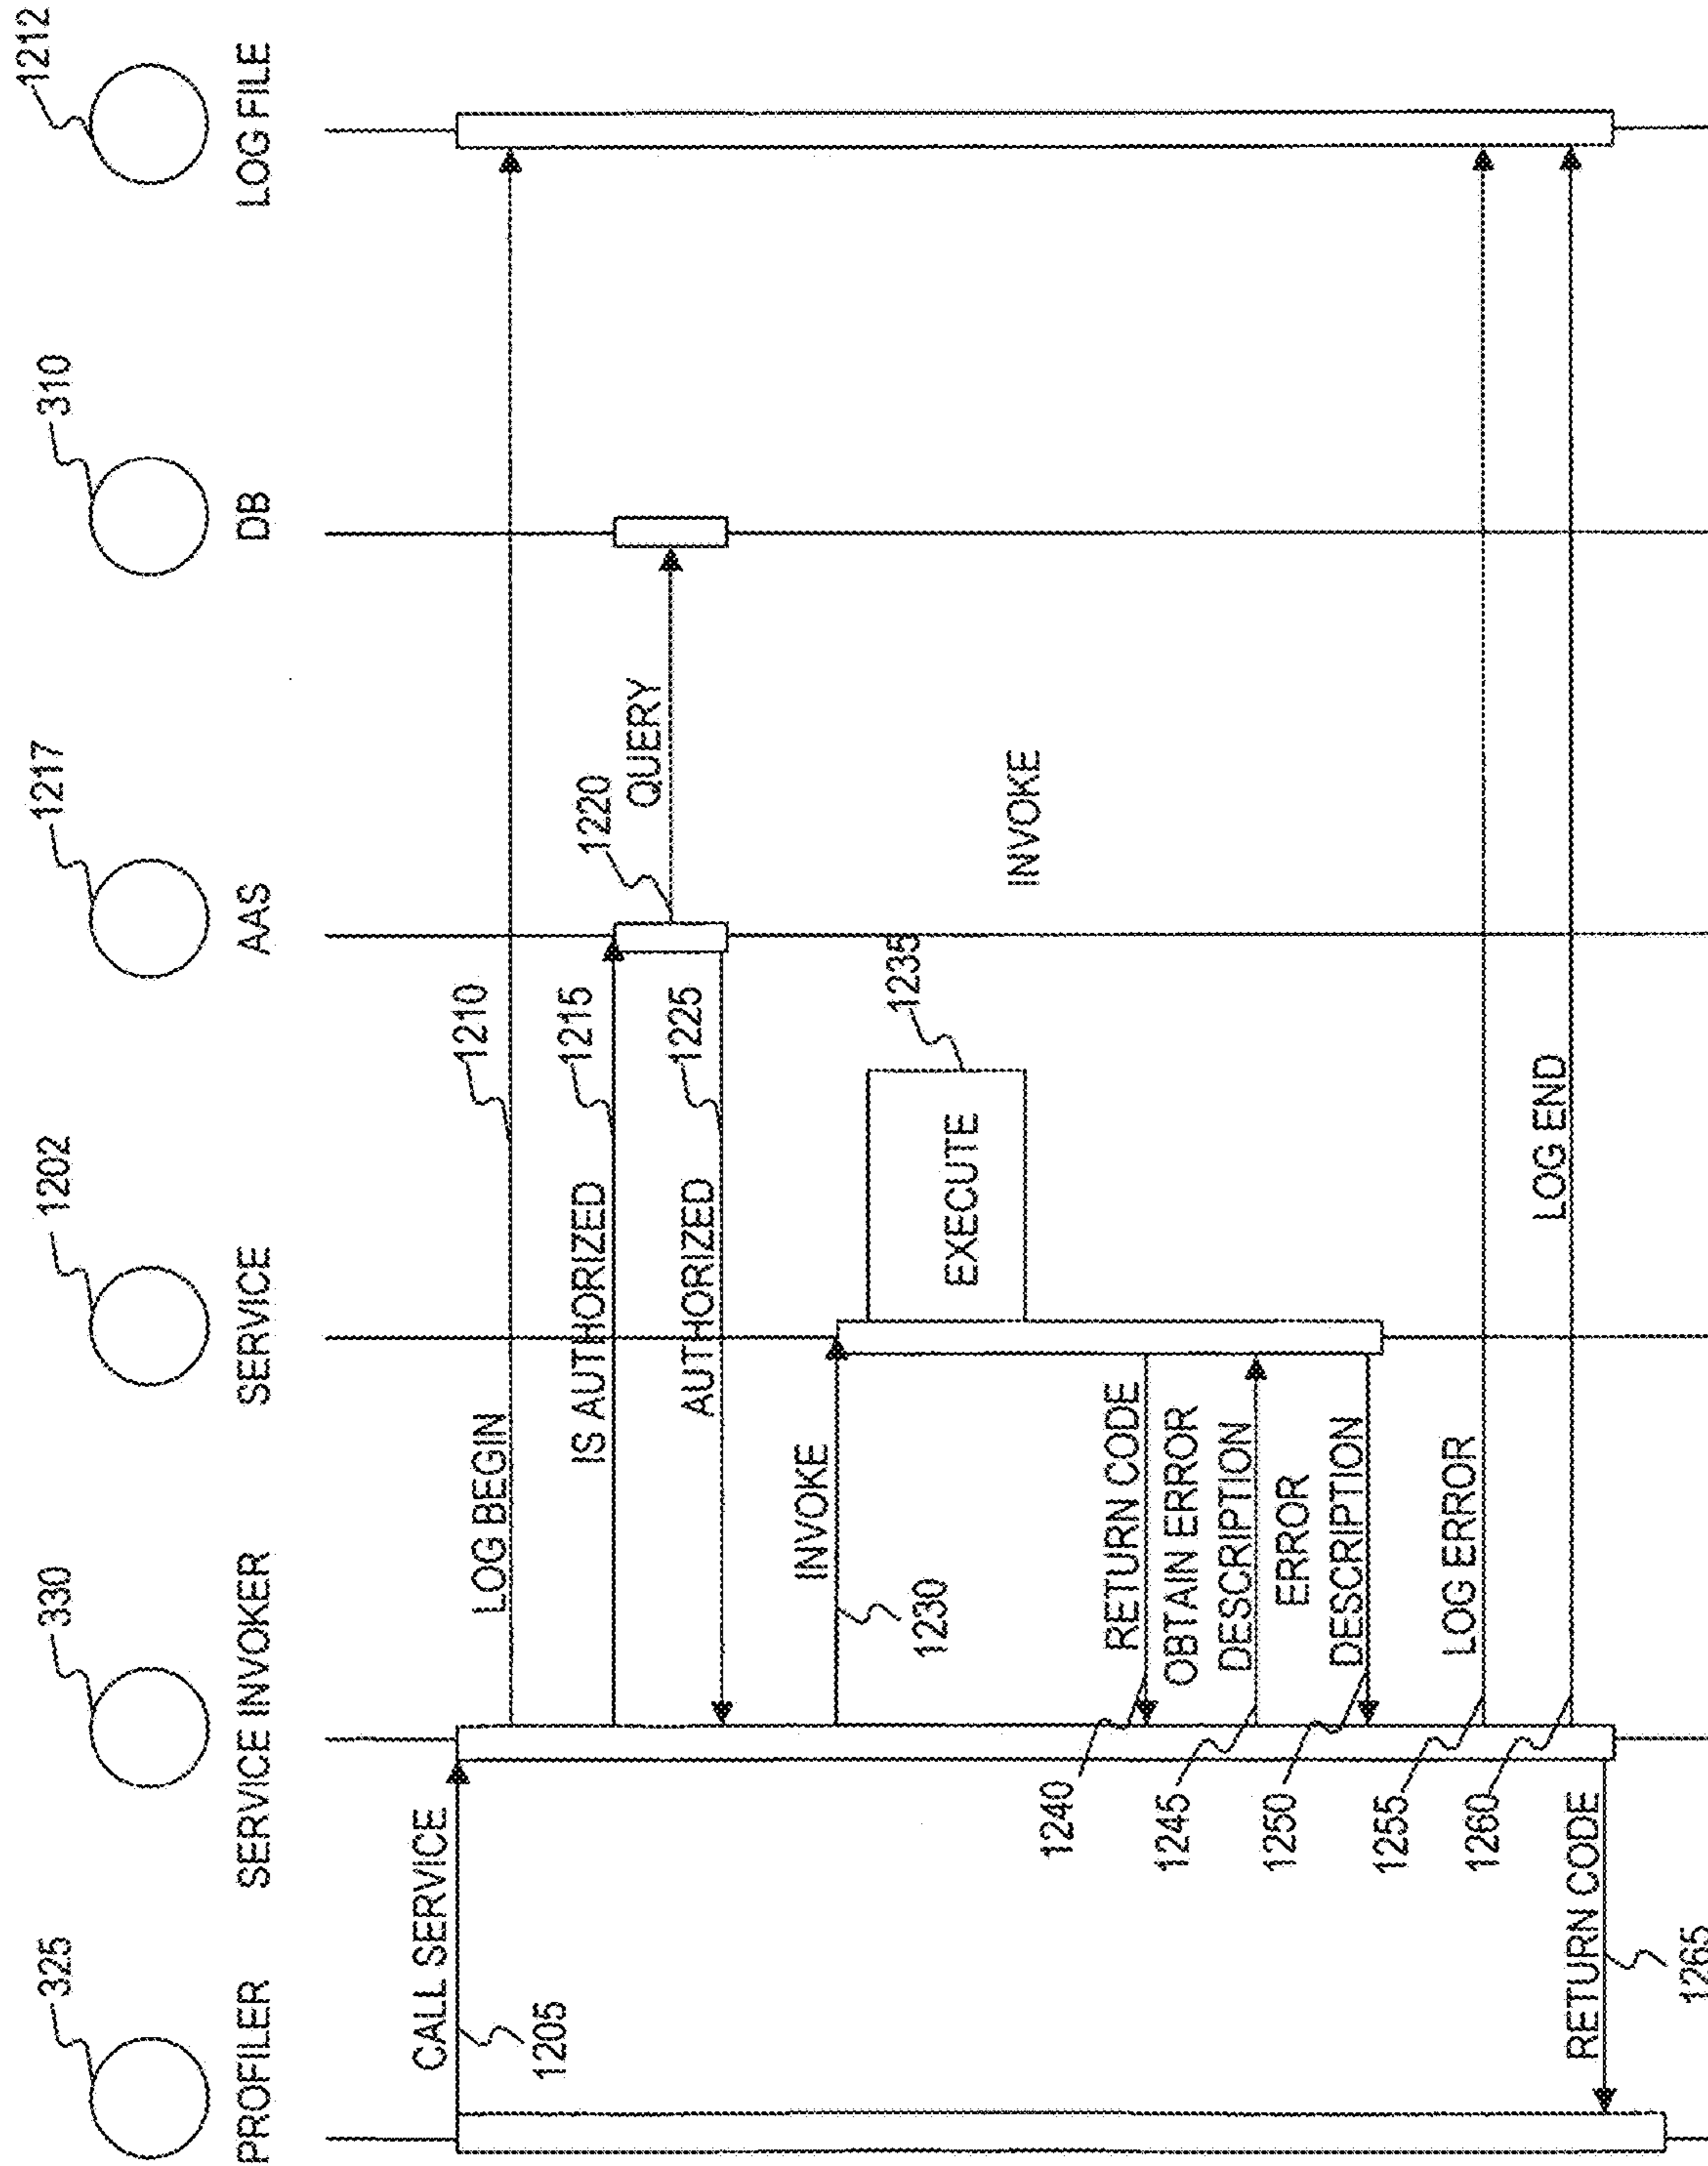 325
PROFILER
330
SERVICE INVOKER
1202
SERVICE
1217
AAS
310
DB
1212
LOG FILE
CALL SERVICE
1205
LOG BEGIN
1210
IS AUTHORIZED
1215
1220
QUERY
AUTHORIZED
1225
INVOKE
1230
EXECUTE
1235
INVOKE
RETURN CODE
1240
OBTAIN ERROR
DESCRIPTION
1245
ERROR
DESCRIPTION
1250
LOG ERROR
1255
LOG END
1260
RETURN CODE
1265